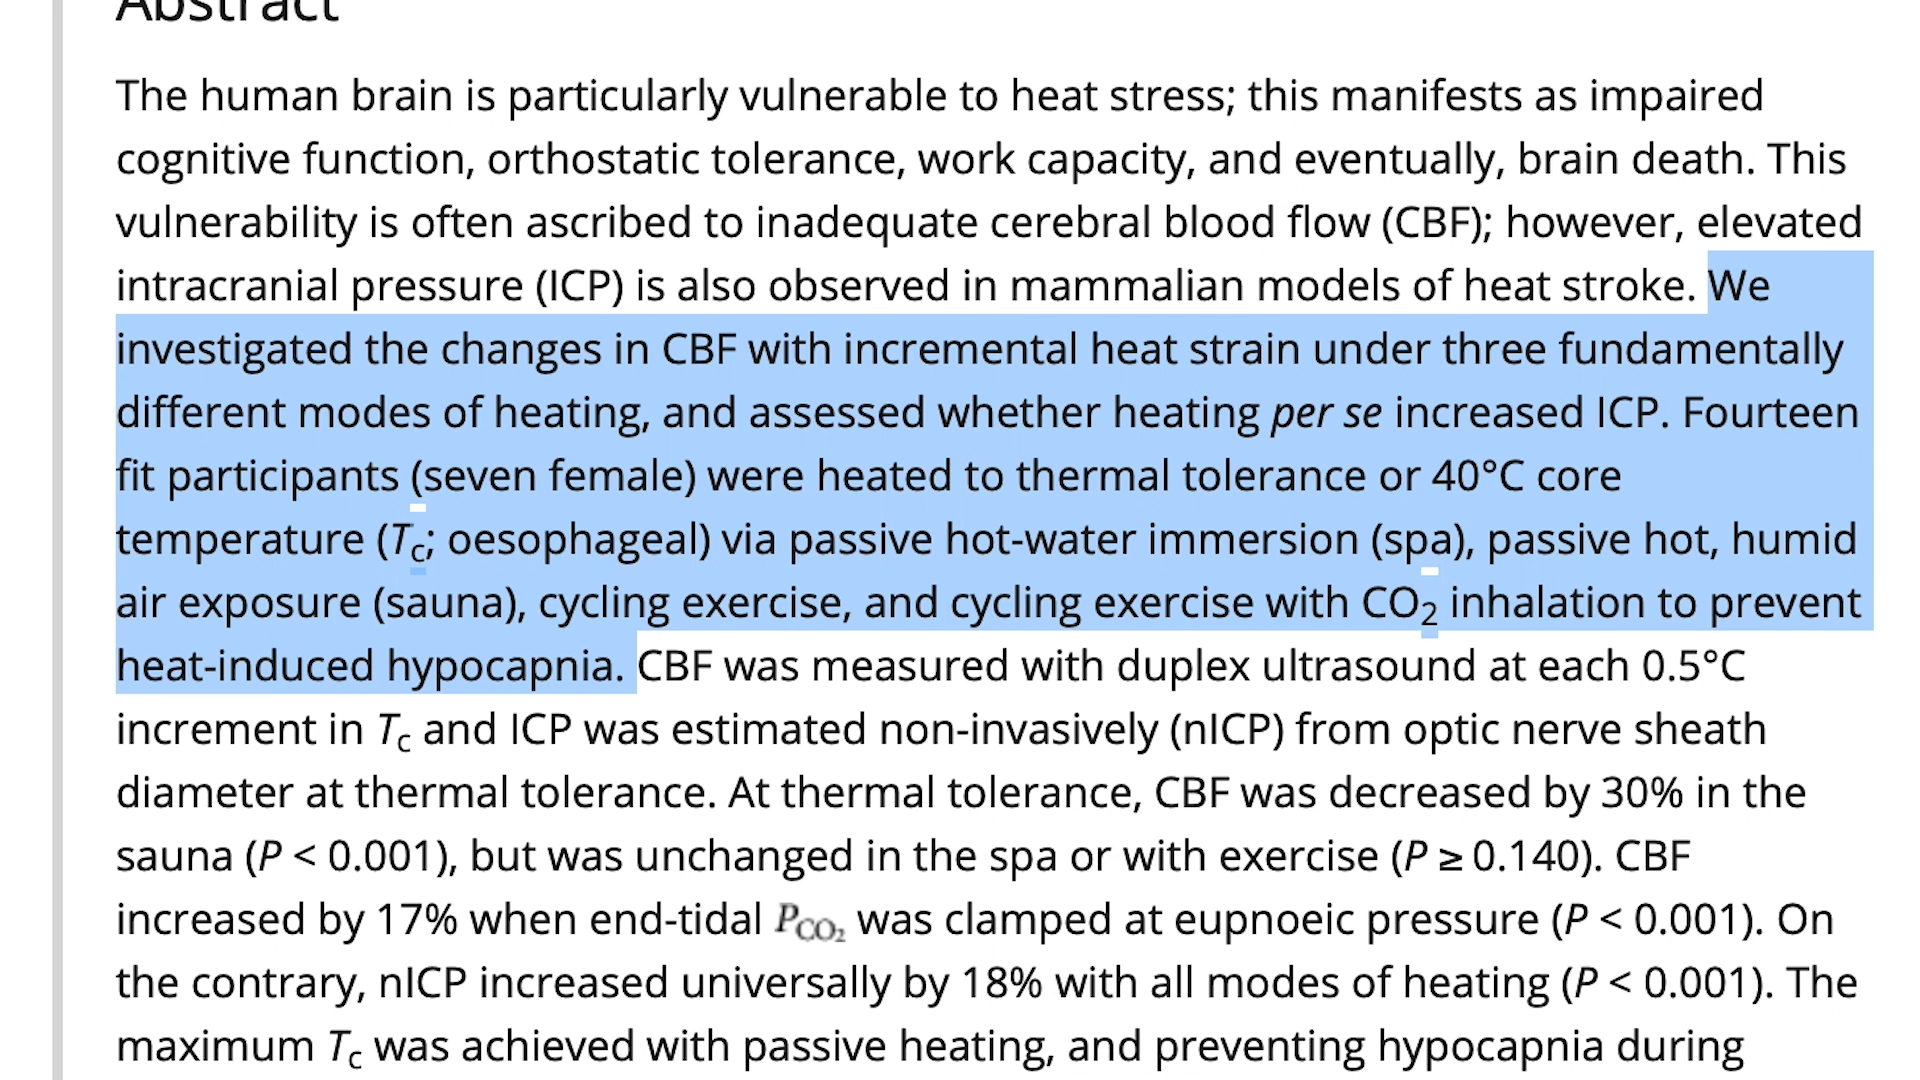 Abstract
The human brain is particularly vulnerable to heat stress; this manifests as impaired
cognitive function, orthostatic tolerance, work capacity, and eventually, brain death. This
vulnerability is often ascribed to inadequate cerebral blood flow (CBF); however, elevated
intracranial pressure (ICP) is also observed in mammalian models of heat stroke. We
investigated the changes in CBF with incremental heat strain under three fundamentally
different modes of heating, and assessed whether heating per se increased ICP. Fourteen
fit participants (seven female) were heated to thermal tolerance or 40°C core
temperature (Tc; oesophageal) via passive hot-water immersion (spa), passive hot, humid
air exposure (sauna), cycling exercise, and cycling exercise with CO₂ inhalation to prevent
heat-induced hypocapnia. CBF was measured with duplex ultrasound at each 0.5°C
increment in Tc and ICP was estimated non-invasively (nICP) from optic nerve sheath
diameter at thermal tolerance. At thermal tolerance, CBF was decreased by 30% in the
sauna (P < 0.001), but was unchanged in the spa or with exercise (P ≥ 0.140). CBF
increased by 17% when end-tidal PCO₂ was clamped at eupnoeic pressure (P < 0.001). On
the contrary, nICP increased universally by 18% with all modes of heating (P < 0.001). The
maximum Tc was achieved with passive heating, and preventing hypocapnia during